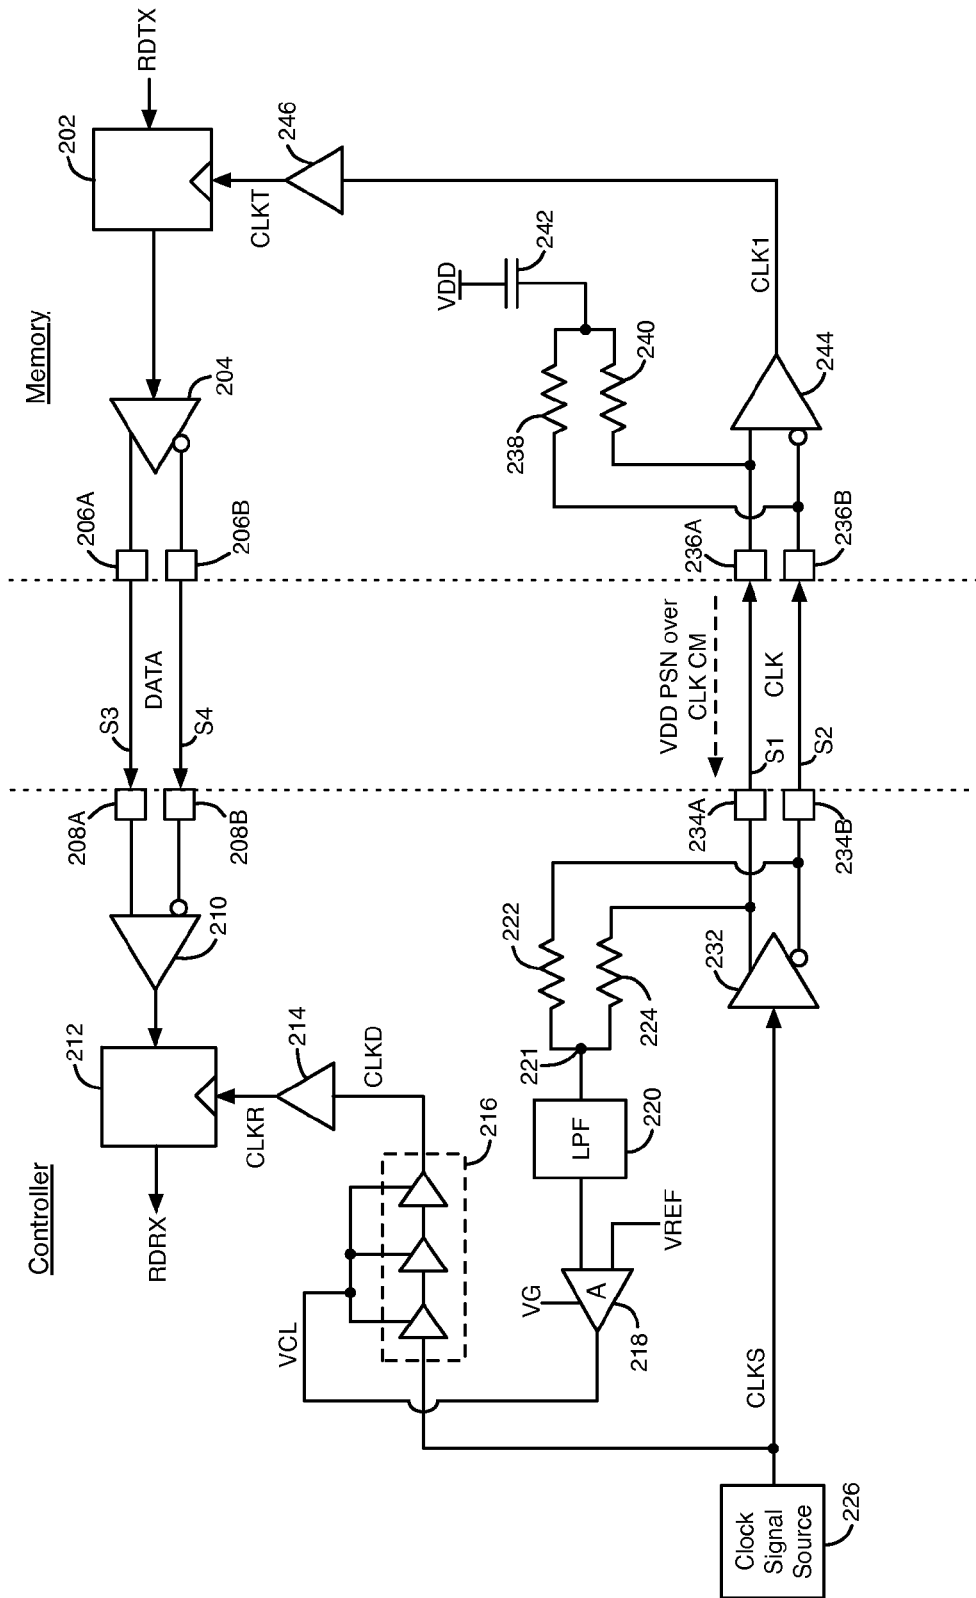 Controller
Memory
RDRX
212
210
208A
208B
S3
S4
DATA
206A
206B
204
202
RDTX
CLKR
214
CLKD
216
VCL
CLKT
246
VDD
242
238
240
VG
A
218
VREF
LPF
220
221
222
224
VDD PSN over
CLK CM
CLK1
Clock
Signal
Source
226
CLKS
232
234A
234B
S1
S2
CLK
236A
236B
244